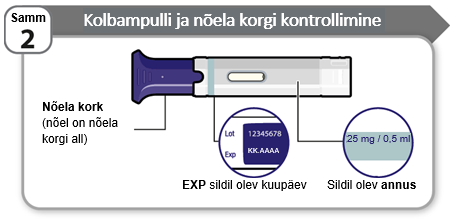 Samm
2
Kolbampulli ja nõela korgi kontrollimine
Nõela kork
(nõel on nõela
korgi all)
Lot 12345678
Exp KK.AAAA
25 mg / 0,5 ml
EXP sildil olev kuupäev
Sildil olev annus